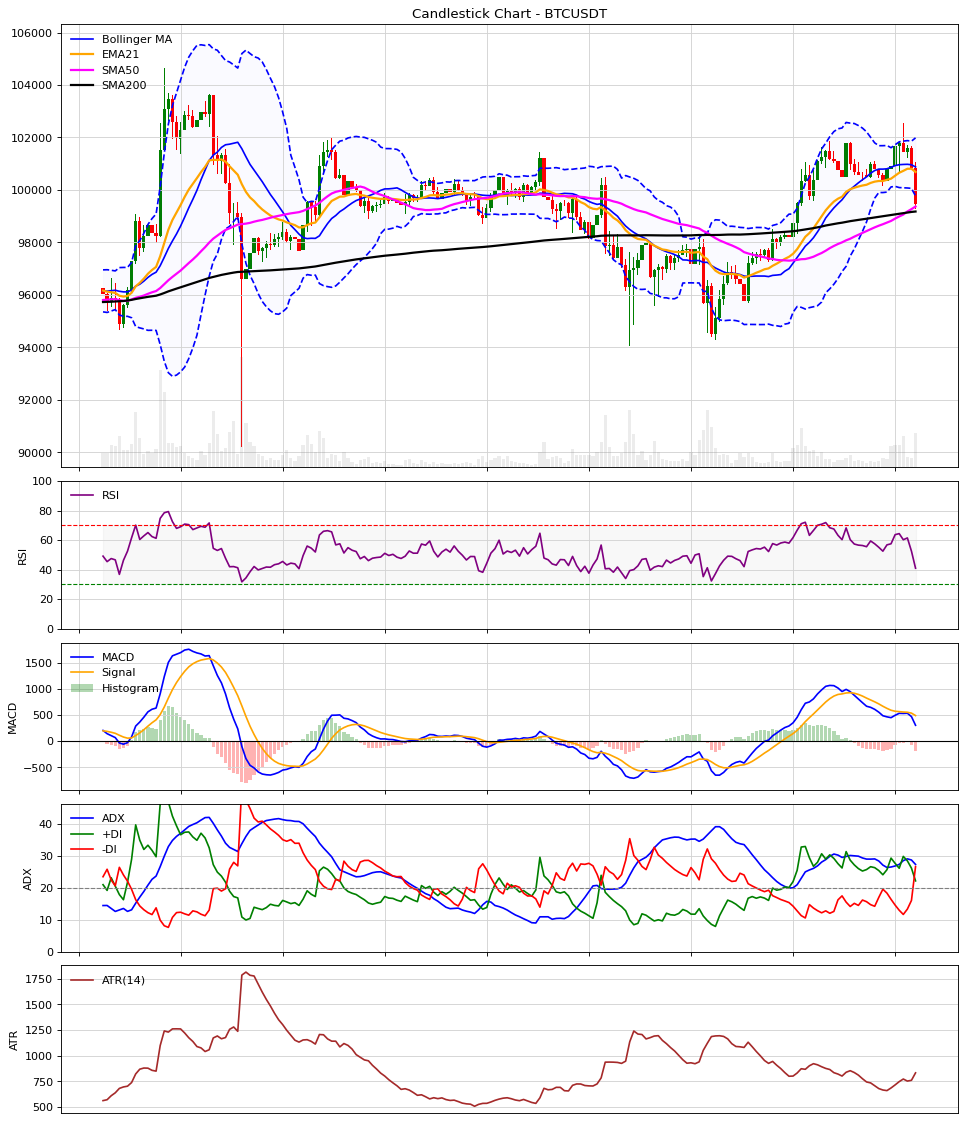 Candlestick Chart - BTCUSDT
106000
104000
102000
100000
98000
96000
94000
92000
90000
Bollinger MA
EMA21
SMA50
SMA200
100
80
60
40
20
0
RSI
RSI
1500
1000
500
0
−500
MACD
MACD
Signal
Histogram
40
30
20
10
0
ADX
ADX
+DI
-DI
1750
1500
1250
1000
750
500
ATR
ATR(14)